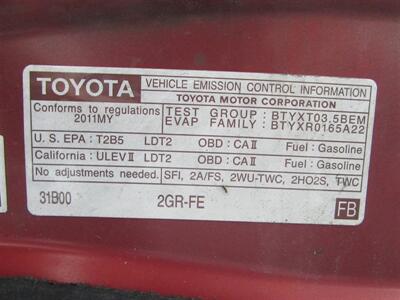 TOYOTA VEHICLE EMISSION CONTROL INFORMATION
TOYOTA MOTOR CORPORATION
Conforms to regulations TEST GROUP : BTYXT03.5BEM
2011MY EVAP FAMILY : BTYXR0165A22
U.S. EPA : T2B5 LDT2 OBD : CAⅡ Fuel : Gasoline
California : ULEVⅡ LDT2 OBD : CAⅡ Fuel : Gasoline
No adjustments needed. SFI, 2A/FS, 2WU-TWC, 2HO2S, TWC
31B00 2GR-FE FB